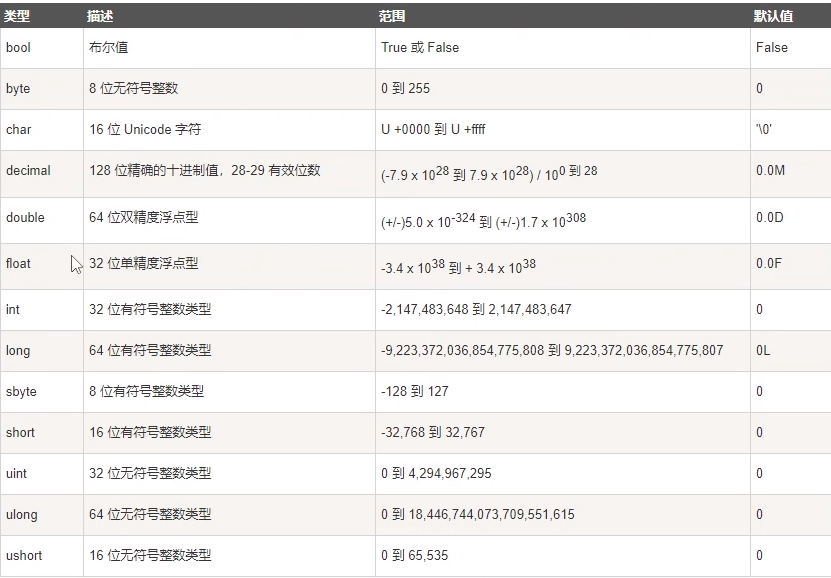 类型 描述 范围 默认值
bool 布尔值 True 或 False False
byte 8 位无符号整数 0 到 255 0
char 16 位 Unicode 字符 U +0000 到 U +ffff '\0'
decimal 128 位精确的十进制值，28-29 有效位数 (-7.9 x 10^28 到 7.9 x 10^28) / 10^0 到 28 0.0M
double 64 位双精度浮点型 (+/-)5.0 x 10^-324 到 (+/-)1.7 x 10^308 0.0D
float 32 位单精度浮点型 -3.4 x 10^38 到 + 3.4 x 10^38 0.0F
int 32 位有符号整数类型 -2,147,483,648 到 2,147,483,647 0
long 64 位有符号整数类型 -9,223,372,036,854,775,808 到 9,223,372,036,854,775,807 0L
sbyte 8 位有符号整数类型 -128 到 127 0
short 16 位有符号整数类型 -32,768 到 32,767 0
uint 32 位无符号整数类型 0 到 4,294,967,295 0
ulong 64 位无符号整数类型 0 到 18,446,744,073,709,551,615 0
ushort 16 位无符号整数类型 0 到 65,535 0